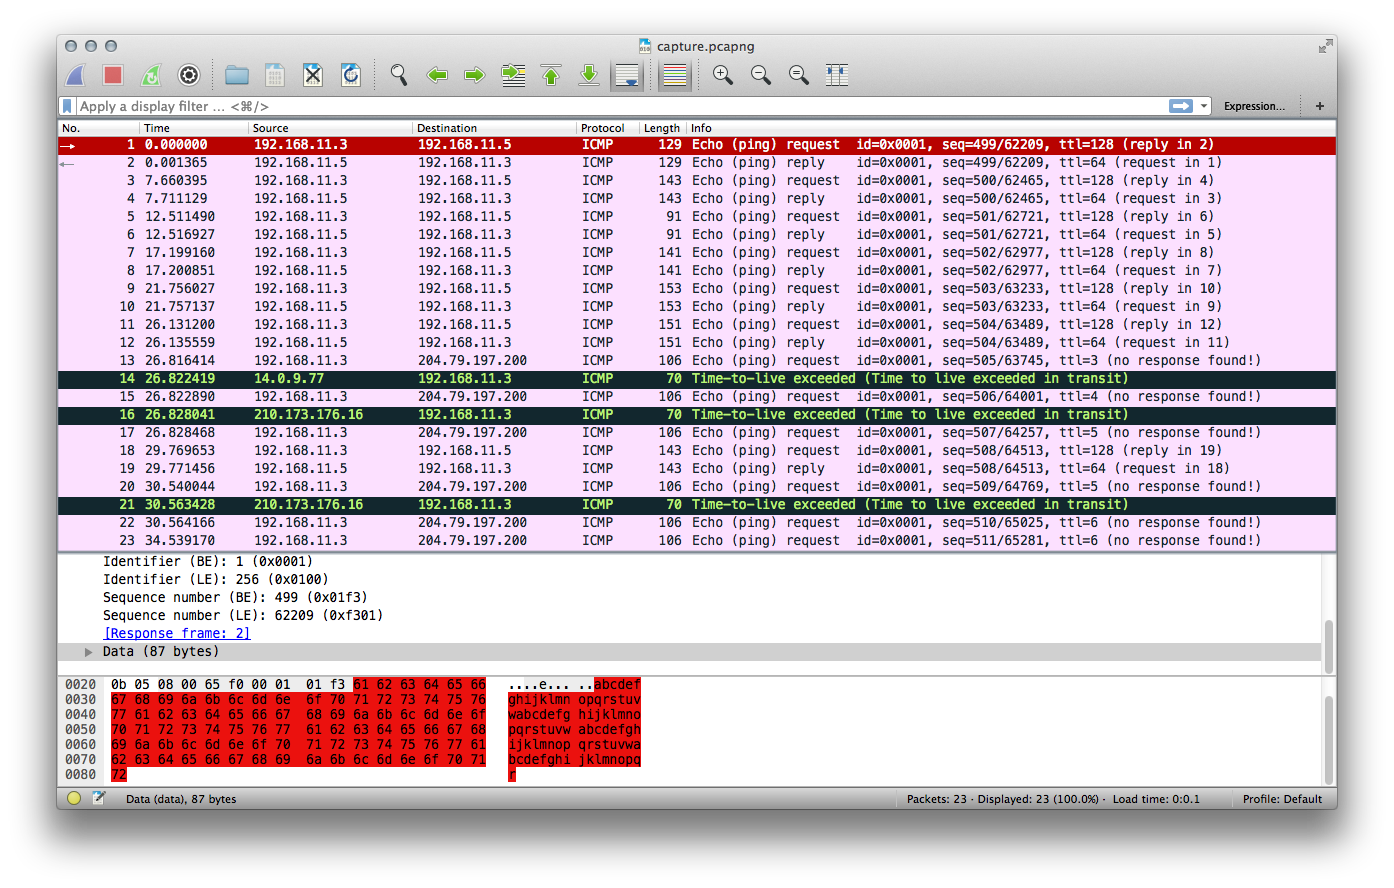 capture.pcapng
Apply a display filter ... <⌘/>
Expression...
+
No. Time Source Destination Protocol Length Info
1 0.000000 192.168.11.3 192.168.11.5 ICMP 129 Echo (ping) request id=0x0001, seq=499/62209, ttl=128 (reply in 2)
2 0.001365 192.168.11.5 192.168.11.3 ICMP 129 Echo (ping) reply id=0x0001, seq=499/62209, ttl=64 (request in 1)
3 7.660395 192.168.11.3 192.168.11.5 ICMP 143 Echo (ping) request id=0x0001, seq=500/62465, ttl=128 (reply in 4)
4 7.711129 192.168.11.5 192.168.11.3 ICMP 143 Echo (ping) reply id=0x0001, seq=500/62465, ttl=64 (request in 3)
5 12.511490 192.168.11.3 192.168.11.5 ICMP 91 Echo (ping) request id=0x0001, seq=501/62721, ttl=128 (reply in 6)
6 12.516927 192.168.11.5 192.168.11.3 ICMP 91 Echo (ping) reply id=0x0001, seq=501/62721, ttl=64 (request in 5)
7 17.199160 192.168.11.3 192.168.11.5 ICMP 141 Echo (ping) request id=0x0001, seq=502/62977, ttl=128 (reply in 8)
8 17.200851 192.168.11.5 192.168.11.3 ICMP 141 Echo (ping) reply id=0x0001, seq=502/62977, ttl=64 (request in 7)
9 21.756027 192.168.11.3 192.168.11.5 ICMP 153 Echo (ping) request id=0x0001, seq=503/63233, ttl=128 (reply in 10)
10 21.757137 192.168.11.5 192.168.11.3 ICMP 153 Echo (ping) reply id=0x0001, seq=503/63233, ttl=64 (request in 9)
11 26.131200 192.168.11.3 192.168.11.5 ICMP 151 Echo (ping) request id=0x0001, seq=504/63489, ttl=128 (reply in 12)
12 26.135559 192.168.11.5 192.168.11.3 ICMP 151 Echo (ping) reply id=0x0001, seq=504/63489, ttl=64 (request in 11)
13 26.816414 192.168.11.3 204.79.197.200 ICMP 106 Echo (ping) request id=0x0001, seq=505/63745, ttl=3 (no response found!)
14 26.822419 14.0.9.77 192.168.11.3 ICMP 70 Time-to-live exceeded (Time to live exceeded in transit)
15 26.822890 192.168.11.3 204.79.197.200 ICMP 106 Echo (ping) request id=0x0001, seq=506/64001, ttl=4 (no response found!)
16 26.828041 210.173.176.16 192.168.11.3 ICMP 70 Time-to-live exceeded (Time to live exceeded in transit)
17 26.828468 192.168.11.3 204.79.197.200 ICMP 106 Echo (ping) request id=0x0001, seq=507/64257, ttl=5 (no response found!)
18 29.769653 192.168.11.3 192.168.11.5 ICMP 143 Echo (ping) request id=0x0001, seq=508/64513, ttl=128 (reply in 19)
19 29.771456 192.168.11.5 192.168.11.3 ICMP 143 Echo (ping) reply id=0x0001, seq=508/64513, ttl=64 (request in 18)
20 30.540044 192.168.11.3 204.79.197.200 ICMP 106 Echo (ping) request id=0x0001, seq=509/64769, ttl=5 (no response found!)
21 30.563428 210.173.176.16 192.168.11.3 ICMP 70 Time-to-live exceeded (Time to live exceeded in transit)
22 30.564166 192.168.11.3 204.79.197.200 ICMP 106 Echo (ping) request id=0x0001, seq=510/65025, ttl=6 (no response found!)
23 34.539170 192.168.11.3 204.79.197.200 ICMP 106 Echo (ping) request id=0x0001, seq=511/65281, ttl=6 (no response found!)
Identifier (BE): 1 (0x0001)
Identifier (LE): 256 (0x0100)
Sequence number (BE): 499 (0x01f3)
Sequence number (LE): 62209 (0xf301)
[Response frame: 2]
Data (87 bytes)
0020 0b 05 08 00 65 f0 00 01 01 f3 61 62 63 64 65 66 ....e... ..abcdef
0030 67 68 69 6a 6b 6c 6d 6e 6f 70 71 72 73 74 75 76 ghijklmn opqrstuv
0040 77 61 62 63 64 65 66 67 68 69 6a 6b 6c 6d 6e 6f wabcdefg hijklmno
0050 70 71 72 73 74 75 76 77 61 62 63 64 65 66 67 68 pqrstuvw abcdefgh
0060 69 6a 6b 6c 6d 6e 6f 70 71 72 73 74 75 76 77 61 ijklmnop qrstuvwa
0070 62 63 64 65 66 67 68 69 6a 6b 6c 6d 6e 6f 70 71 bcdefghi jklmnopq
0080 72 r
Data (data), 87 bytes
Packets: 23 · Displayed: 23 (100.0%) · Load time: 0:0.1
Profile: Default